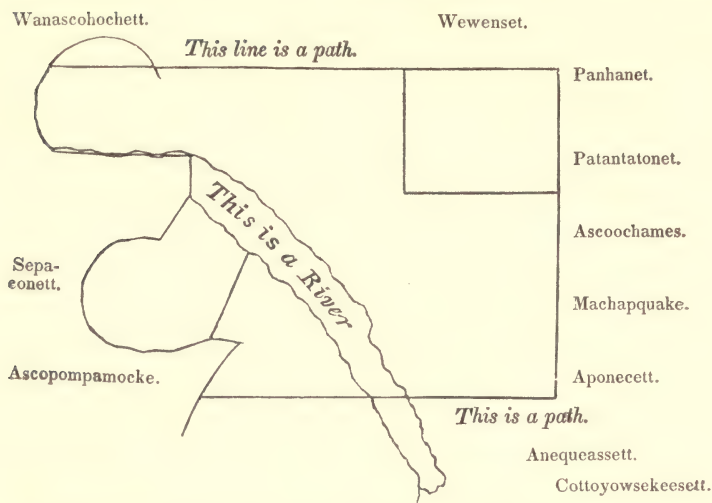 Wanascohochett.
Wewenset.
This line is a path.
Panhanet.
Patantatonet.
This is a River
Ascoochames.
Sepa-
conett.
Machapquake.
Ascopompamocke.
Aponecett.
This is a path.
Anequeassett.
Cottoyowsekeesett.